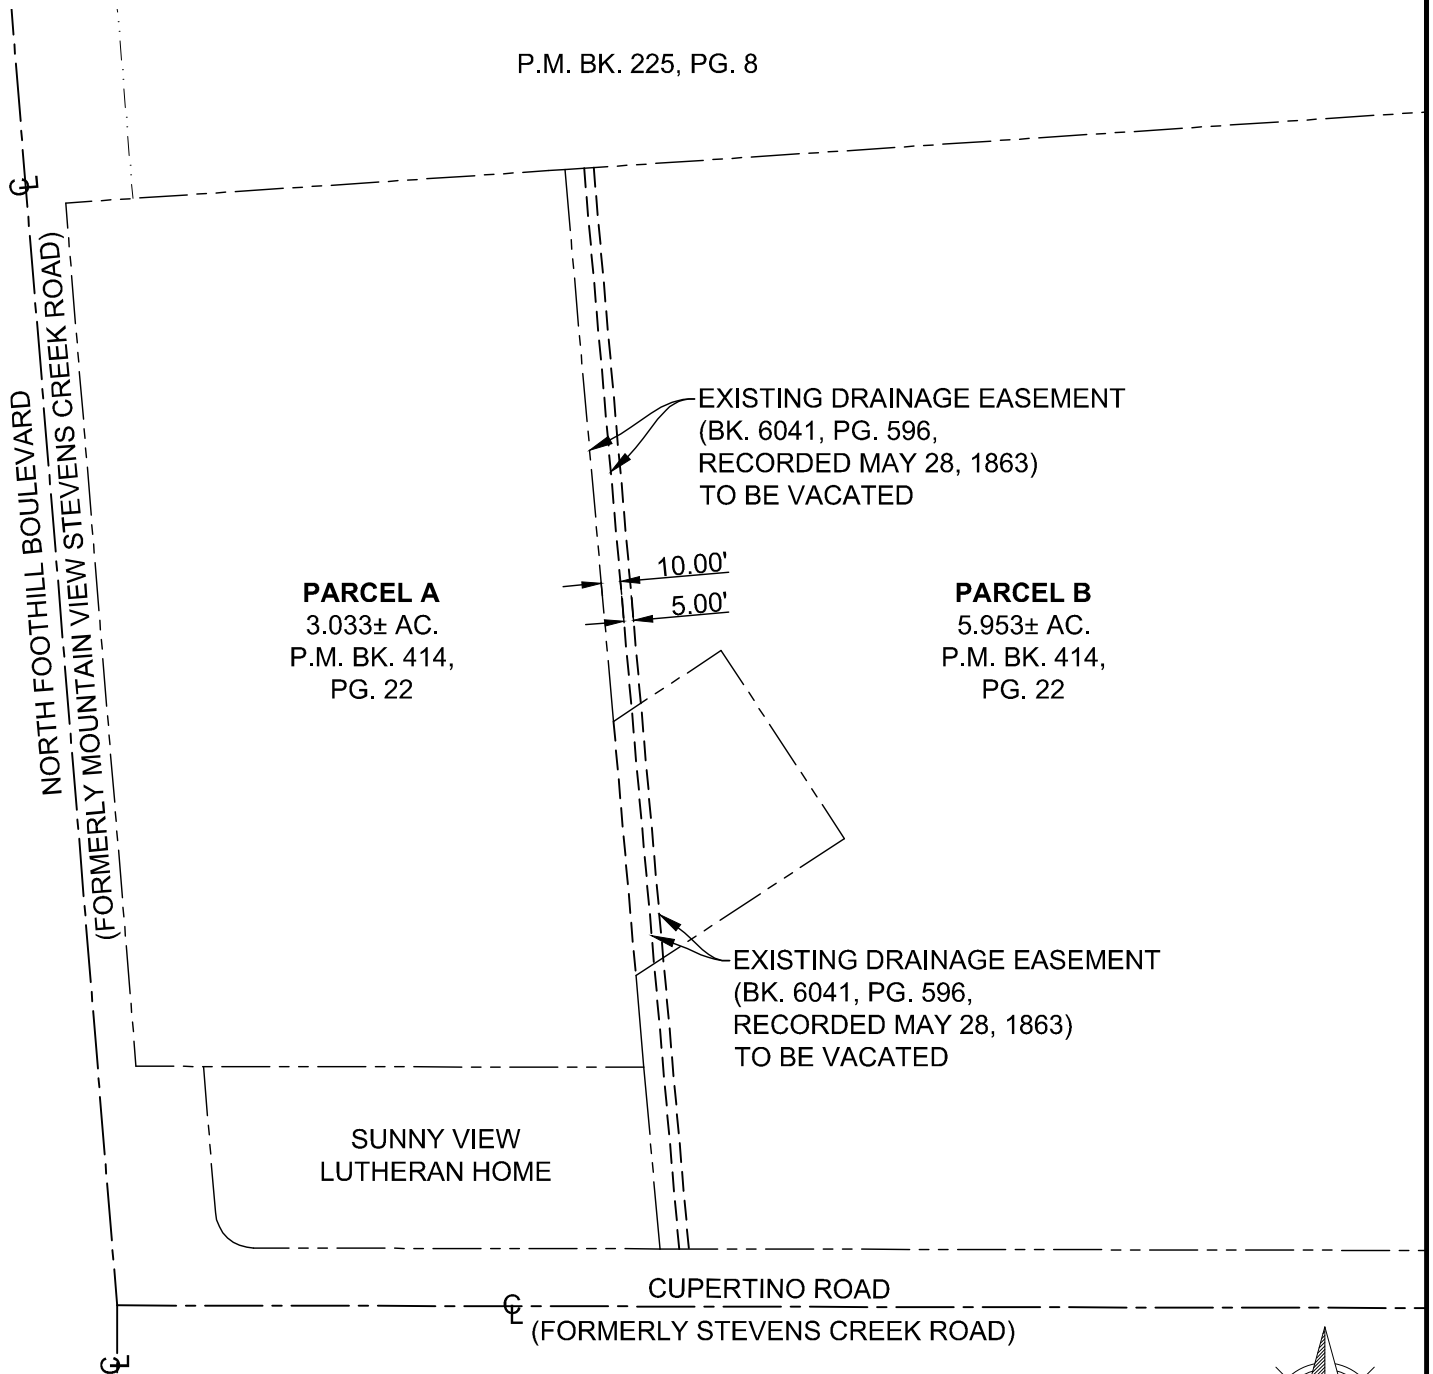 P.M. BK. 225, PG. 8
℄
NORTH FOOTHILL BOULEVARD
(FORMERLY MOUNTAIN VIEW STEVENS CREEK ROAD)
EXISTING DRAINAGE EASEMENT
(BK. 6041, PG. 596,
RECORDED MAY 28, 1863)
TO BE VACATED
10.00'
5.00'
PARCEL A
3.033± AC.
P.M. BK. 414,
PG. 22
PARCEL B
5.953± AC.
P.M. BK. 414,
PG. 22
EXISTING DRAINAGE EASEMENT
(BK. 6041, PG. 596,
RECORDED MAY 28, 1863)
TO BE VACATED
SUNNY VIEW
LUTHERAN HOME
CUPERTINO ROAD
℄
(FORMERLY STEVENS CREEK ROAD)
℄